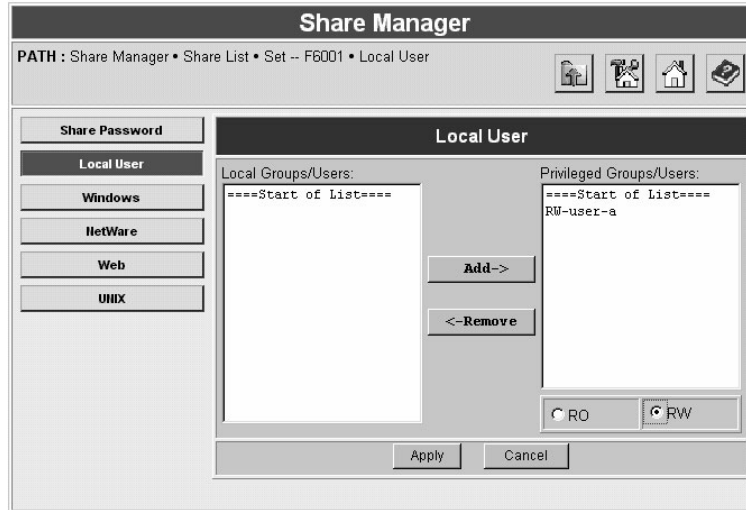 Share Manager
PATH : Share Manager • Share List • Set -- F6001 • Local User
Share Password
Local User
Windows
NetWare
Web
UNIX
Local User
Local Groups/Users:
====Start of List====
Add->
<-Remove
Privileged Groups/Users:
====Start of List====
RW-user-a
RO
RW
Apply
Cancel